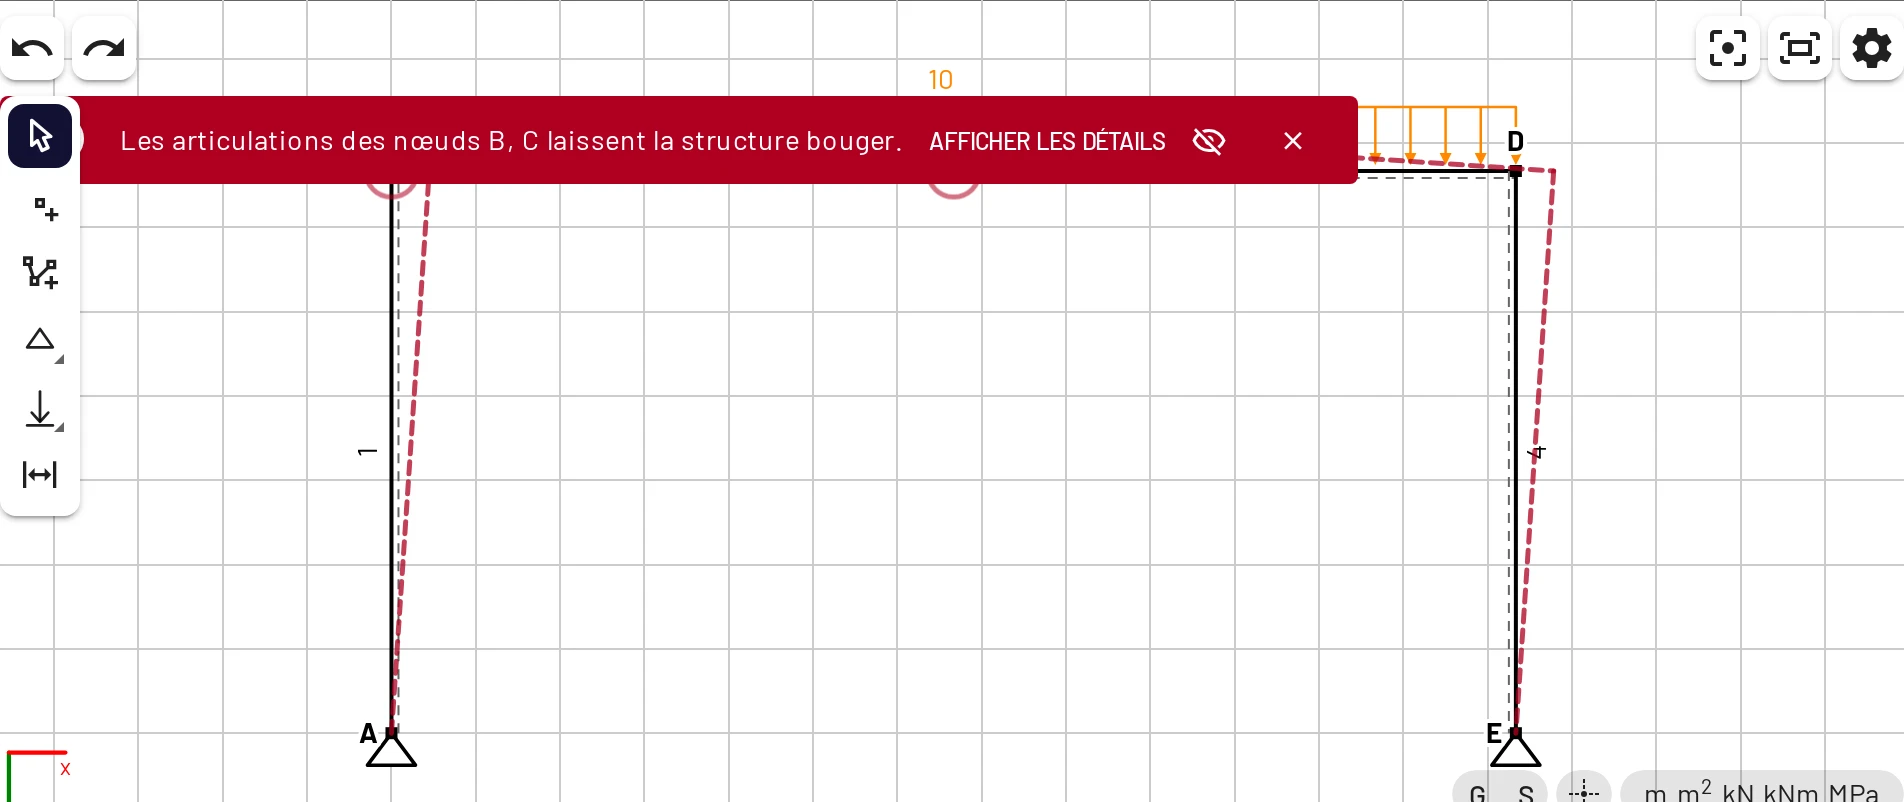 10
Les articulations des nœuds B, C laissent la structure bouger. AFFICHER LES DÉTAILS
D
1
4
A
E
x
G S m m² kN kNm MPa